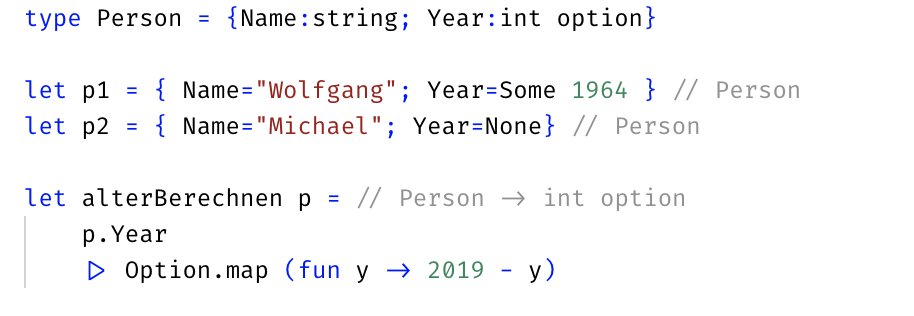 type Person = {Name:string; Year:int option}
let p1 = { Name="Wolfgang"; Year=Some 1964 } // Person
let p2 = { Name="Michael"; Year=None} // Person
let alterBerechnen p = // Person -> int option
p.Year
|> Option.map (fun y -> 2019 - y)